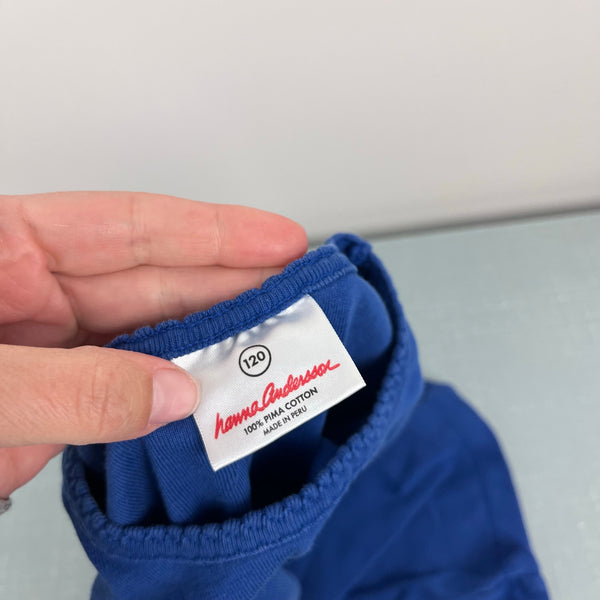 120
hanna andersson
100% PIMA COTTON
MADE IN PERU